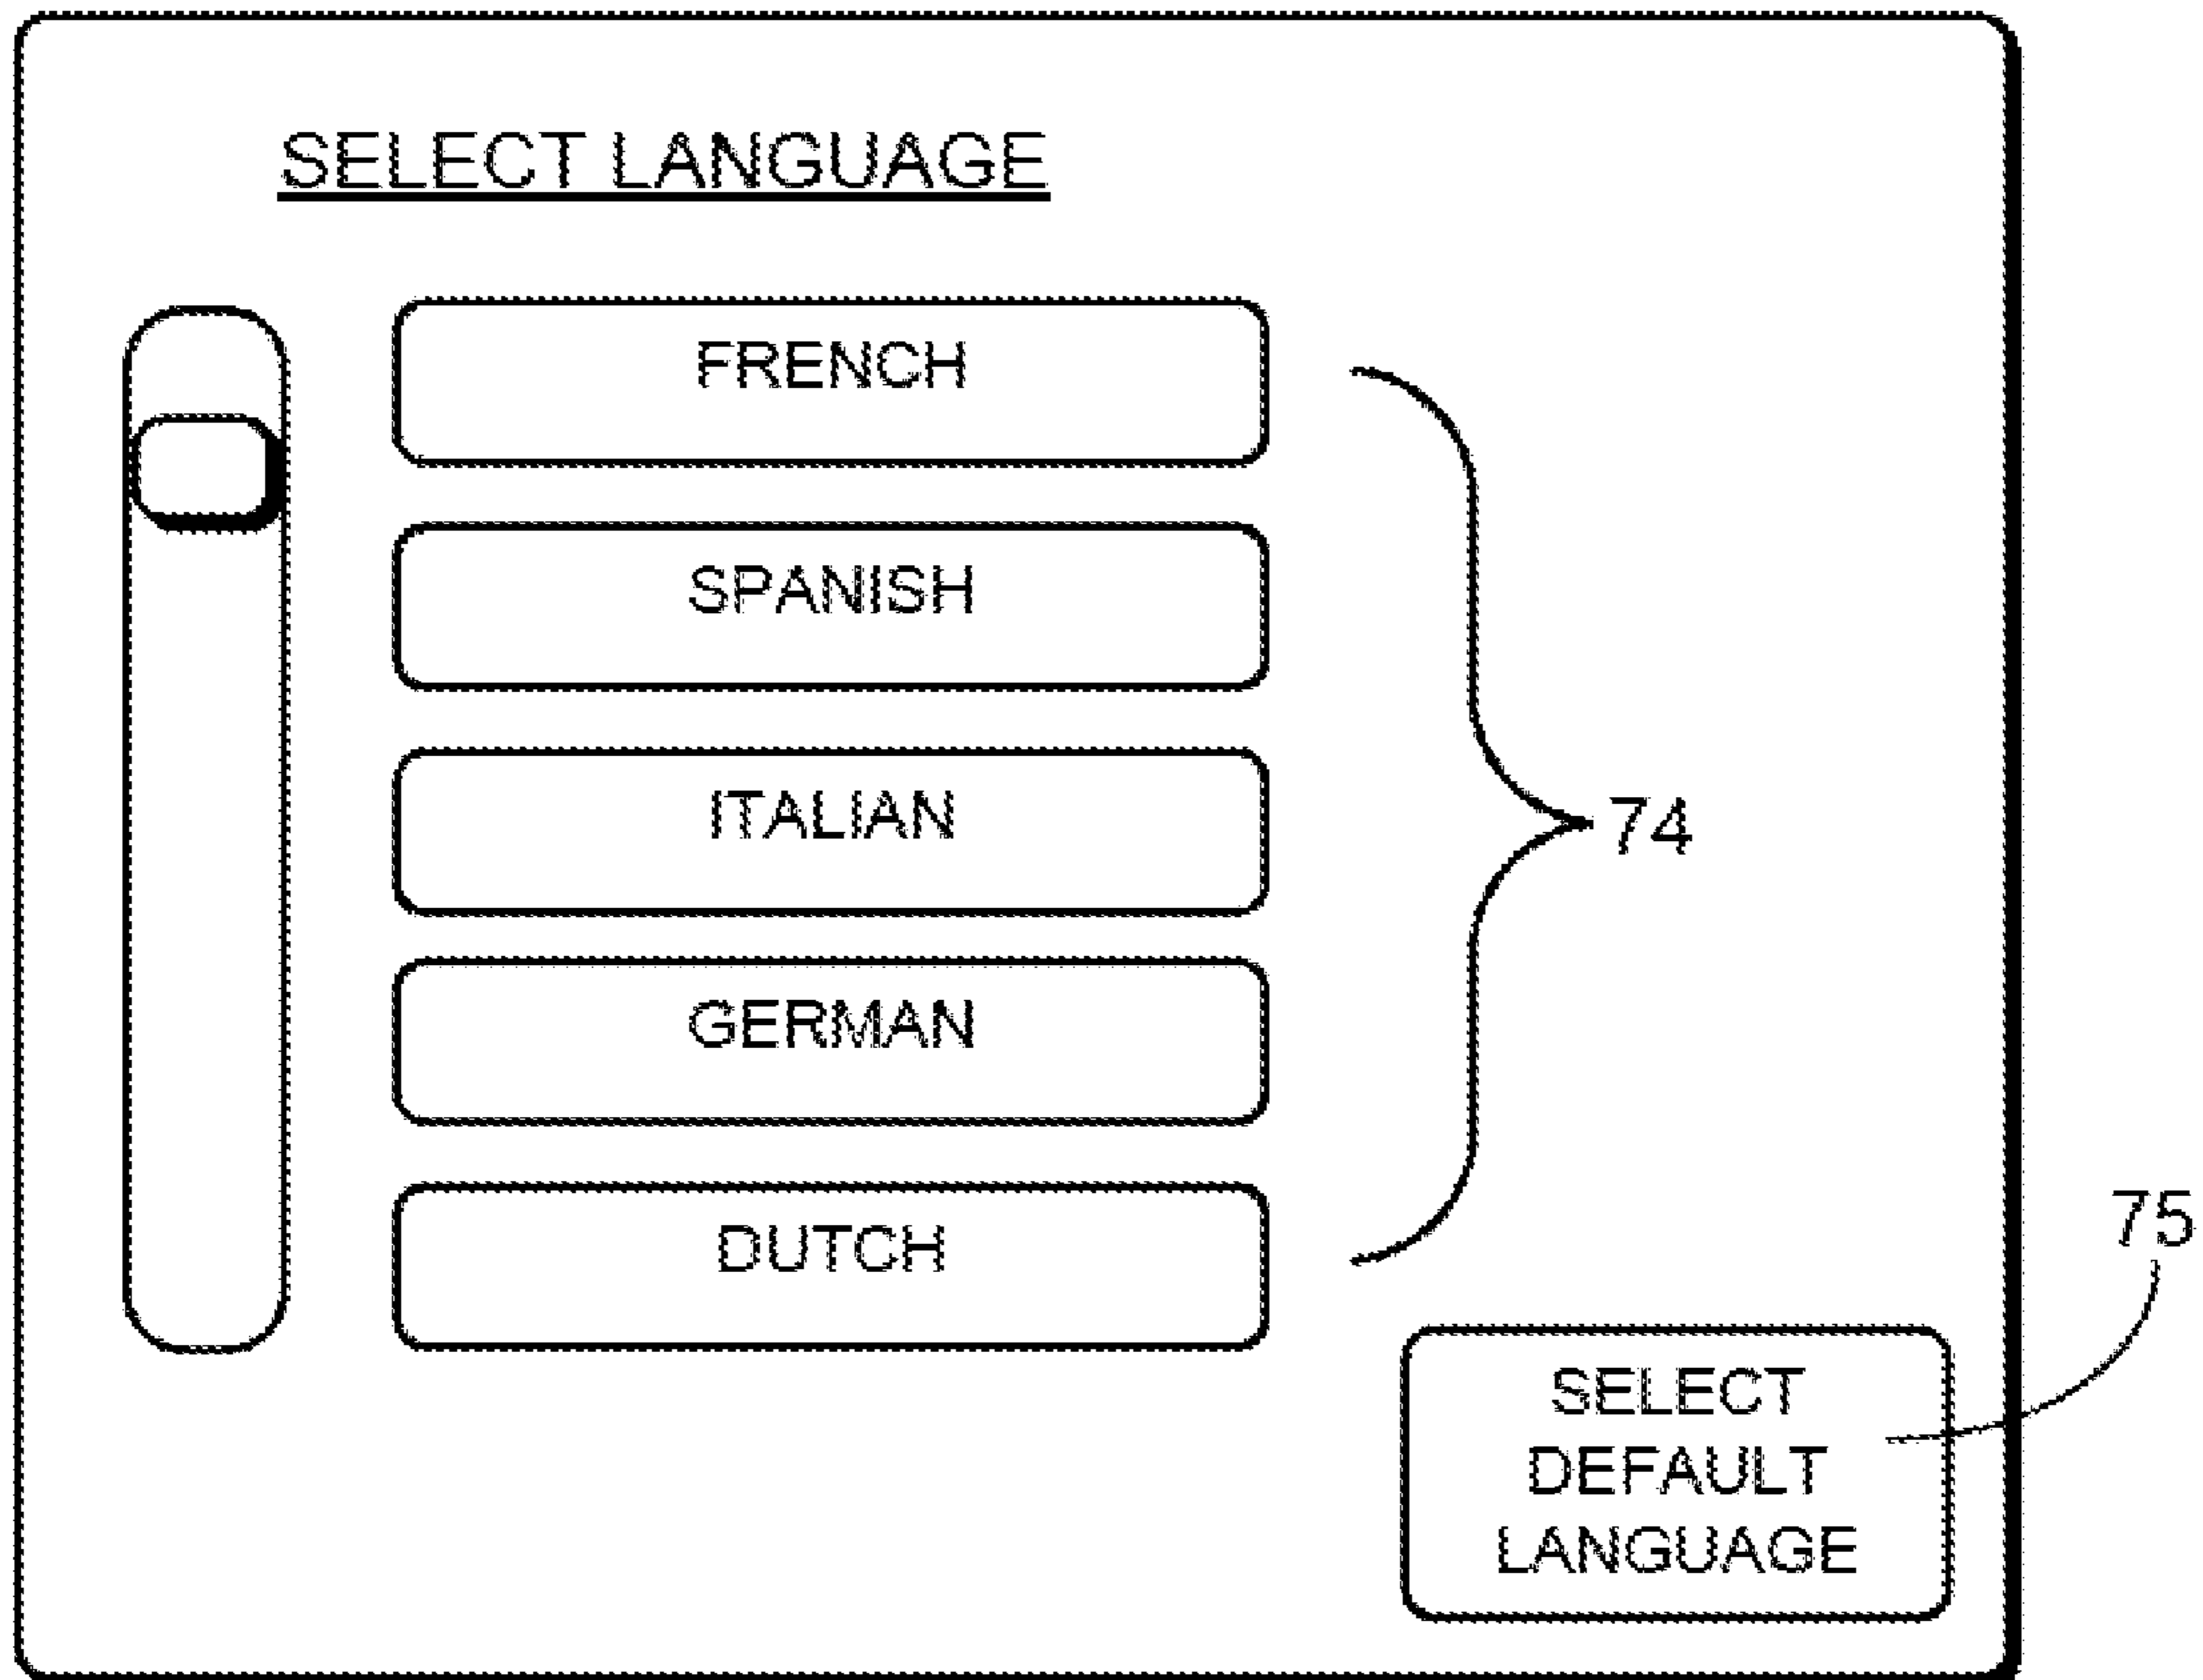 SELECT LANGUAGE
FRENCH
SPANISH
ITALIAN
74
GERMAN
DUTCH
75
SELECT
DEFAULT
LANGUAGE